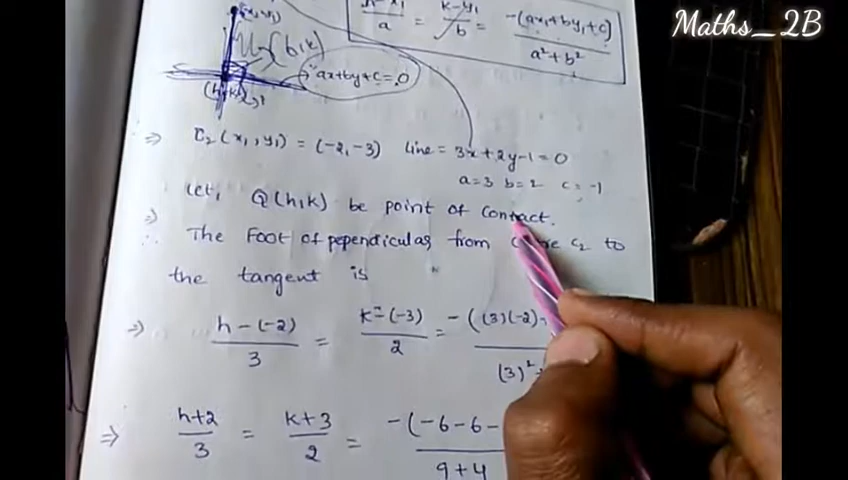 Maths_2B
(x1, y1)
h-x1/a = k-y1/b = -(ax1+by1+c)/a²+b²
(h,k)
ax+by+c=0
(h,k)
⇒ C2(x1, y1) = (-2, -3) line = 3x+2y-1=0
a=3 b=2 c=-1
Let, Q(h,k) be point of contact.
⇒
∴ The Foot of pependicular from C2 to
the tangent is
⇒ h-(-2)/3 = k-(-3)/2 = -((3)(-2)
(3)²
⇒ h+2/3 = k+3/2 = -(-6-6-
9+4